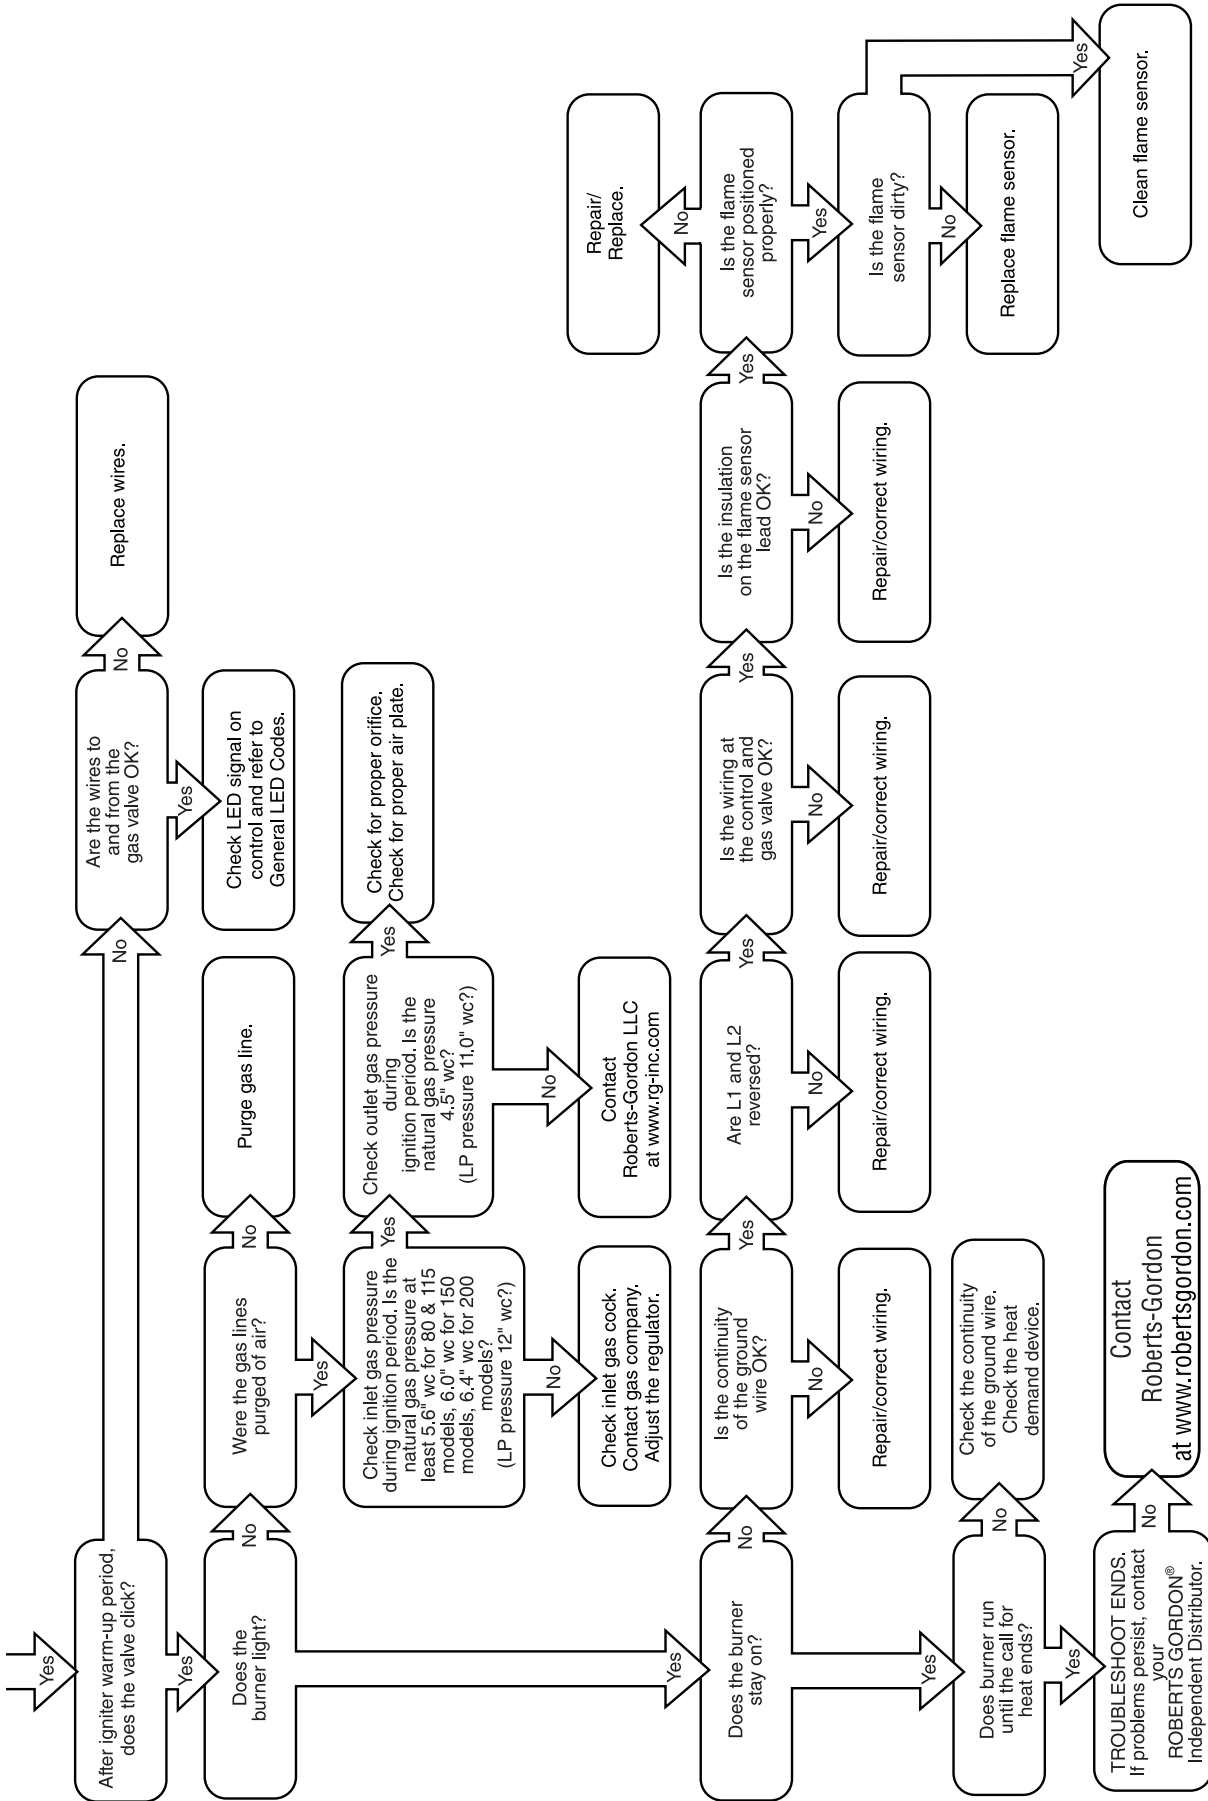 Yes
After igniter warm-up period,
does the valve click?
No
Are the wires to
and from the
gas valve OK?
No
Replace wires.
Yes
Check LED signal on
control and refer to
General LED Codes.
Yes
Does the
burner light?
No
Were the gas lines
purged of air?
No
Purge gas line.
Yes
Check inlet gas pressure
during ignition period. Is the
natural gas pressure at
least 5.6" wc for 80 & 115
models, 6.0" wc for 150
models, 6.4" wc for 200
models?
(LP pressure 12" wc?)
Yes
Check outlet gas pressure
during
ignition period. Is the
natural gas pressure
4.5" wc?
(LP pressure 11.0" wc?)
Yes
Check for proper orifice.
Check for proper air plate.
No
Check inlet gas cock.
Contact gas company.
Adjust the regulator.
No
Contact
Roberts-Gordon LLC
at www.rg-inc.com
Yes
Does the burner
stay on?
No
Is the continuity
of the ground
wire OK?
Yes
Are L1 and L2
reversed?
Yes
Is the wiring at
the control and
gas valve OK?
Yes
Is the insulation
on the flame sensor
lead OK?
Yes
Is the flame
sensor positioned
properly?
No
Repair/
Replace.
Yes
Is the flame
sensor dirty?
No
Replace flame sensor.
Yes
Clean flame sensor.
No
Repair/correct wiring.
No
Repair/correct wiring.
No
Repair/correct wiring.
No
Repair/correct wiring.
Yes
Does burner run
until the call for
heat ends?
No
Check the continuity
of the ground wire.
Check the heat
demand device.
Yes
TROUBLESHOOT ENDS.
If problems persist, contact
your
ROBERTS GORDON®
Independent Distributor.
No
Contact
Roberts-Gordon
at www.robertsgordon.com